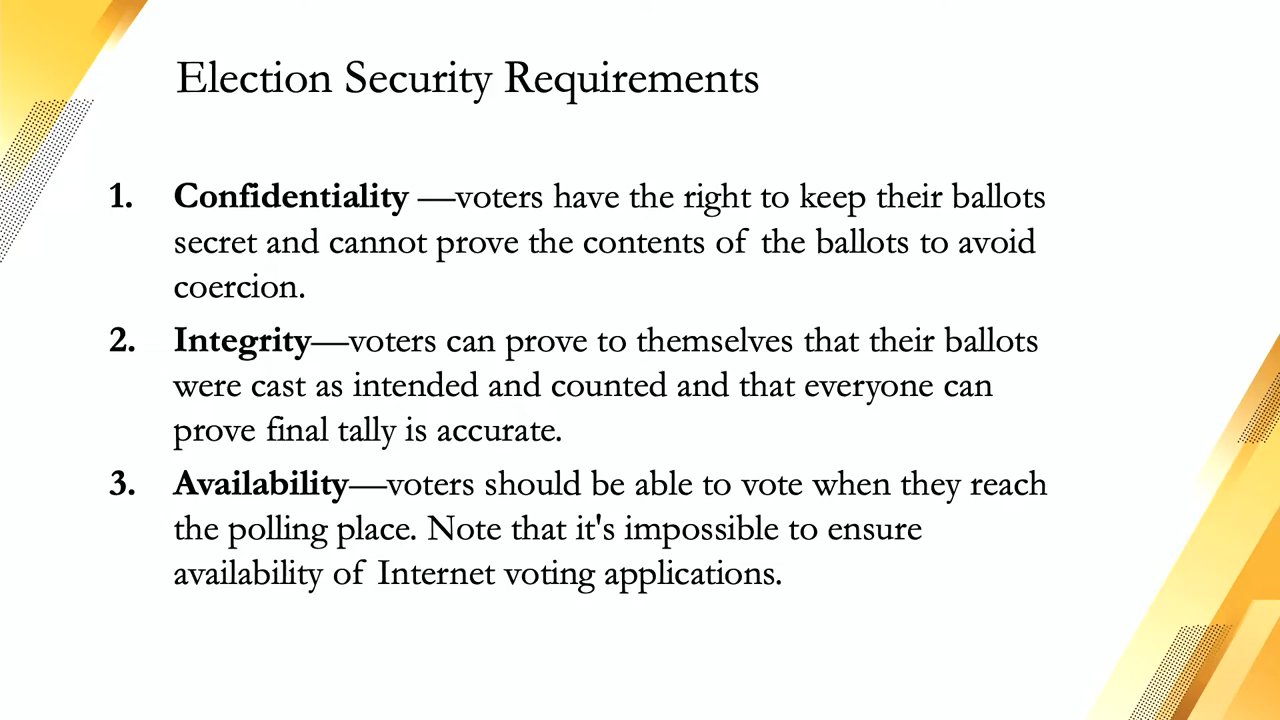 Election Security Requirements
1. Confidentiality —voters have the right to keep their ballots
secret and cannot prove the contents of the ballots to avoid
coercion.
2. Integrity—voters can prove to themselves that their ballots
were cast as intended and counted and that everyone can
prove final tally is accurate.
3. Availability—voters should be able to vote when they reach
the polling place. Note that it's impossible to ensure
availability of Internet voting applications.